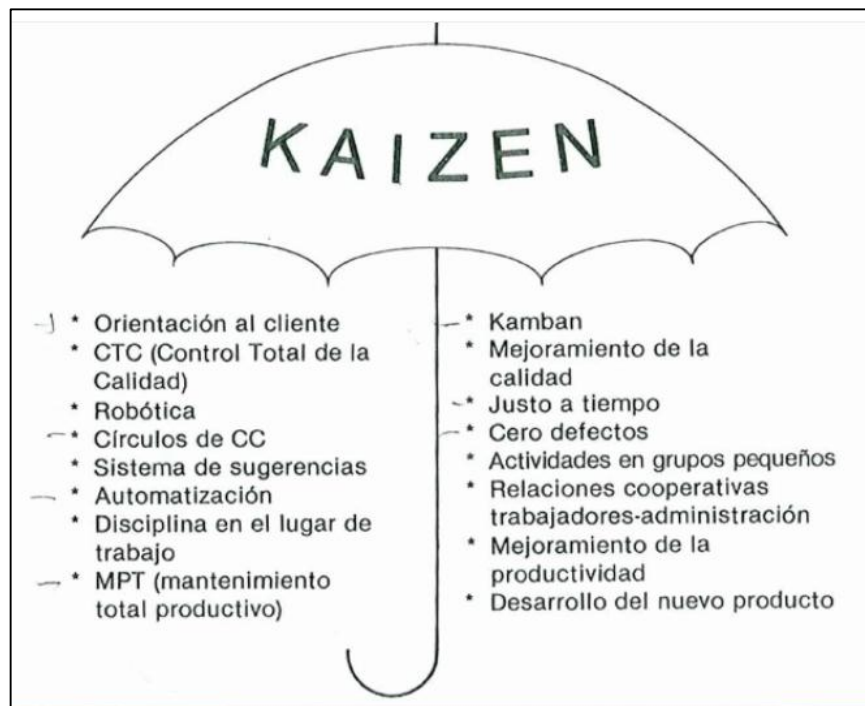 KAIZEN
* Orientación al cliente
* CTC (Control Total de la
Calidad)
* Robótica
* Círculos de CC
* Sistema de sugerencias
* Automatización
* Disciplina en el lugar de
trabajo
* MPT (mantenimiento
total productivo)
* Kamban
* Mejoramiento de la
calidad
* Justo a tiempo
* Cero defectos
* Actividades en grupos pequeños
* Relaciones cooperativas
trabajadores-administración
* Mejoramiento de la
productividad
* Desarrollo del nuevo producto